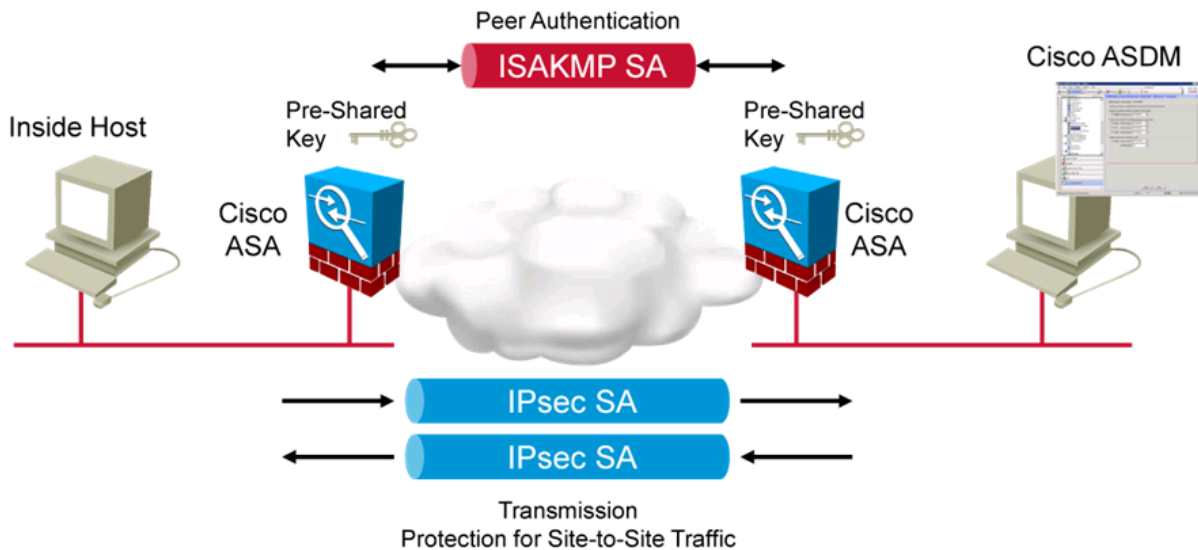 Peer Authentication
ISAKMP SA
Cisco ASDM
Pre-Shared
Key
Pre-Shared
Key
Inside Host
Cisco
ASA
Cisco
ASA
IPsec SA
IPsec SA
Transmission
Protection for Site-to-Site Traffic